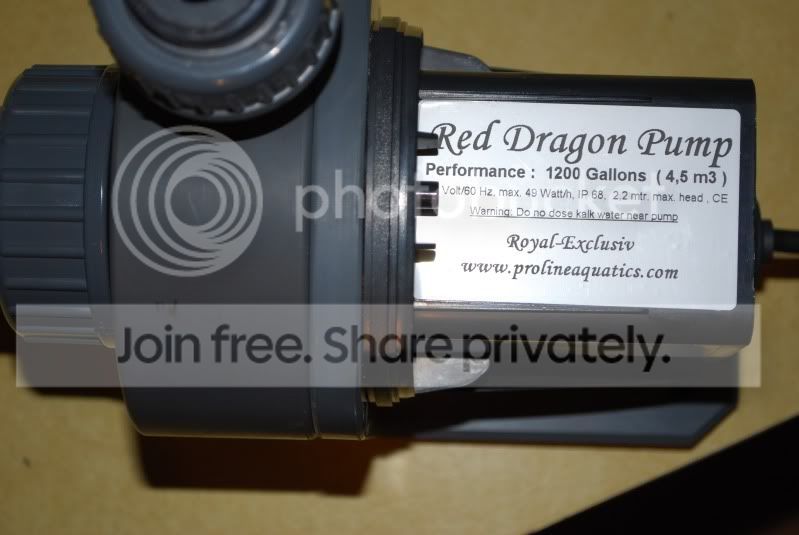 Red Dragon Pump
Performance : 1200 Gallons ( 4,5 m3 )
Volt/60 Hz, max. 49 Watt/h, IP 68, 2,2 mtr. max. head , CE
Warning: Do no dose kalk water near pump
Royal-Exclusiv
www.prolineaquatics.com
photobucket
Join free. Share privately.